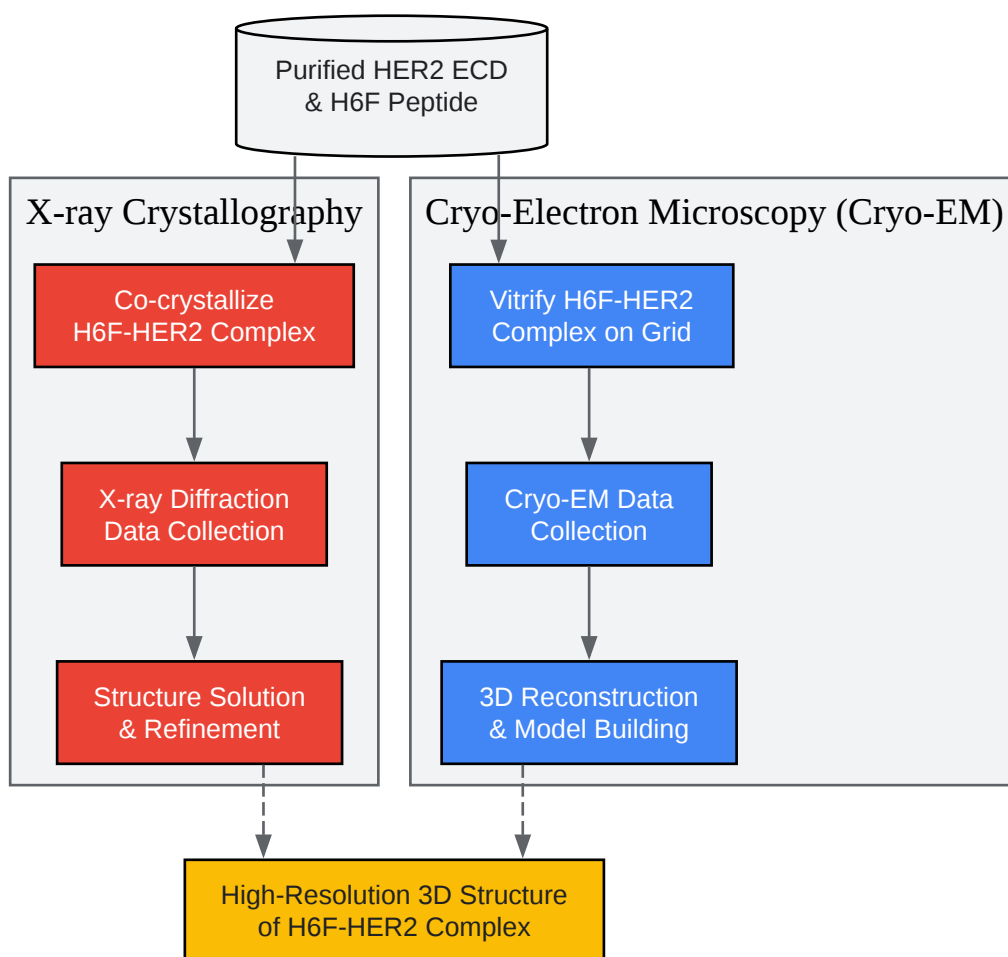 Purified HER2 ECD
& H6F Peptide
X-ray Crystallography
Co-crystallize
H6F-HER2 Complex
X-ray Diffraction
Data Collection
Structure Solution
& Refinement
Cryo-Electron Microscopy (Cryo-EM)
Vitrify H6F-HER2
Complex on Grid
Cryo-EM Data
Collection
3D Reconstruction
& Model Building
High-Resolution 3D Structure
of H6F-HER2 Complex